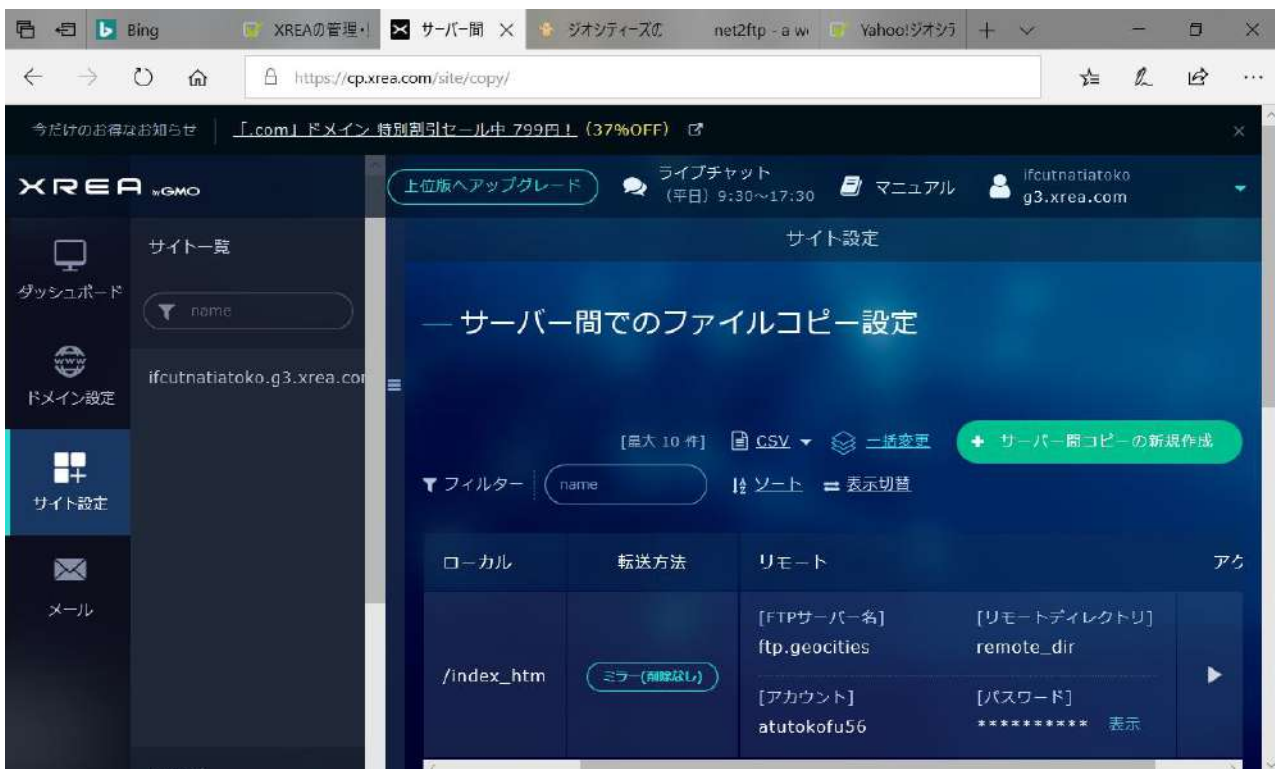 Bing
XREAの管理・
サーバー間
ジオシティーズの
net2ftp - a w
Yahoo!ジオシラ
https://cp.xrea.com/site/copy/
今だけのお得なお知らせ
「.com」ドメイン 特別割引セール中 799円！ (37%OFF)
XREA by GMO
上位版へアップグレード
ライブチャット
(平日) 9:30～17:30
マニュアル
ifcutnatiatoko
g3.xrea.com
ダッシュボード
ドメイン設定
サイト設定
メール
サイト一覧
name
ifcutnatiatoko.g3.xrea.cor
サイト設定
サーバー間でのファイルコピー設定
[最大 10 件]
CSV
一括変更
+ サーバー間コピーの新規作成
フィルター
name
ソート
表示切替
ローカル 転送方法 リモート アク
/index_htm
ミラー(削除なし)
[FTPサーバー名]
ftp.geocities
[リモートディレクトリ]
remote_dir
[アカウント]
atutokofu56
[パスワード]
********** 表示